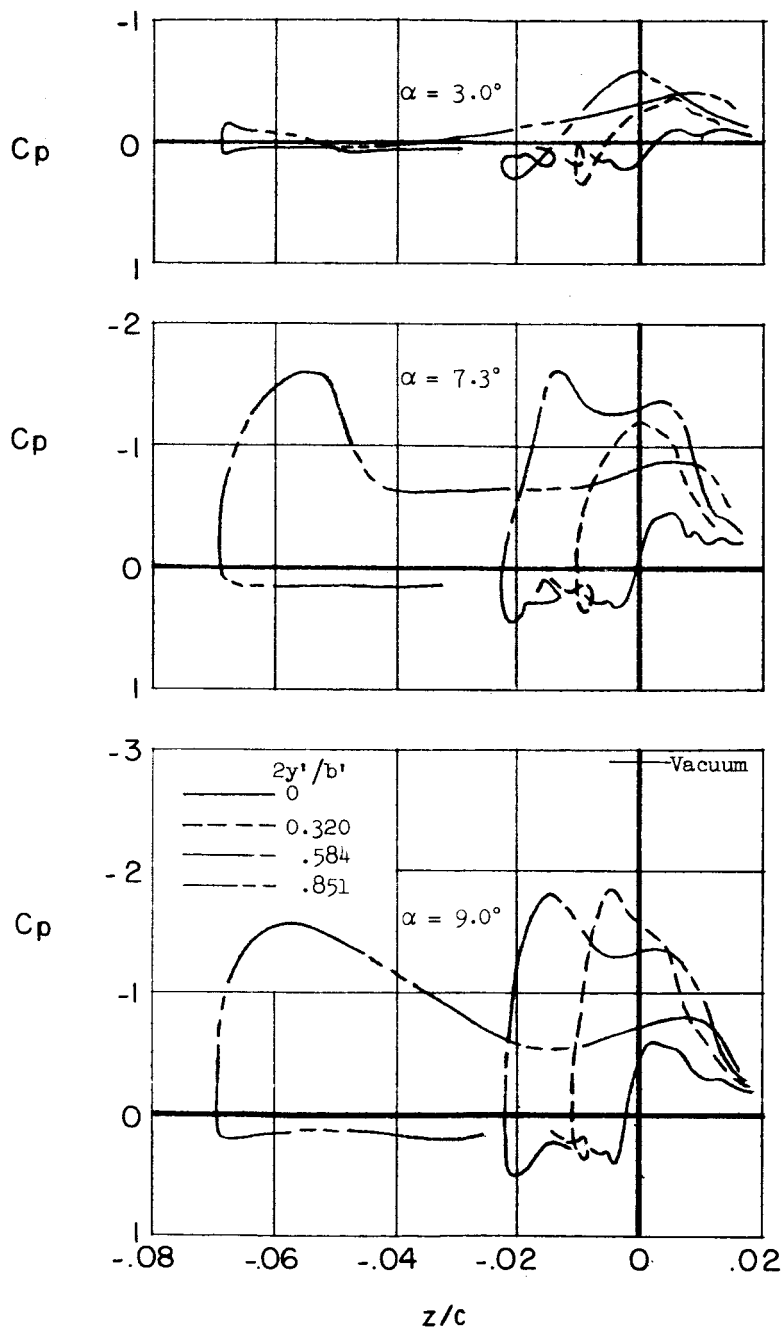 -1
α = 3.0°
Cp
0
1
-2
α = 7.3°
Cp
-1
0
1
-3
2y'/b'
Vacuum
0
0.320
.584
.851
-2
α = 9.0°
Cp
-1
0
1
-.08 -.06 -.04 -.02 0 .02
z/c